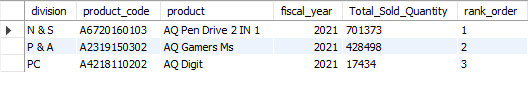 division product_code product fiscal_year Total_Sold_Quantity rank_order
N & S A6720160103 AQ Pen Drive 2 IN 1 2021 701373 1
P & A A2319150302 AQ Gamers Ms 2021 428498 2
PC A4218110202 AQ Digit 2021 17434 3